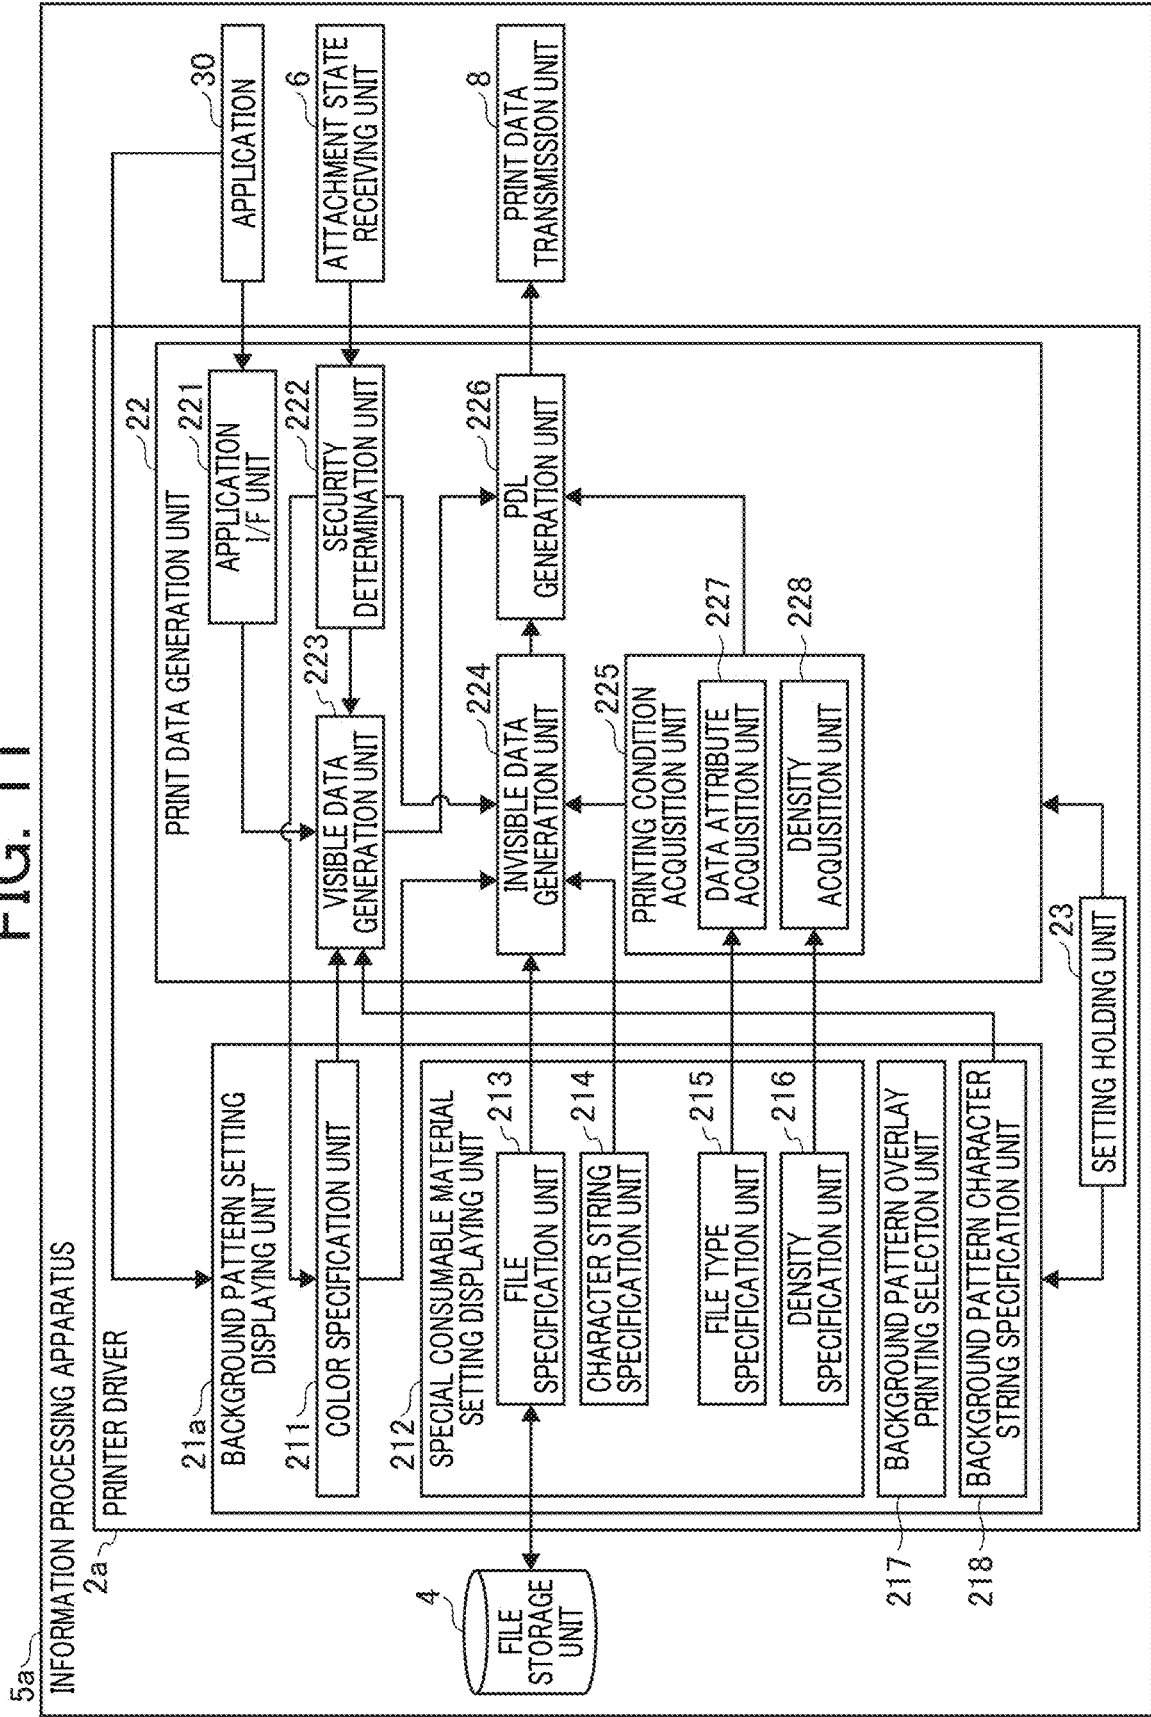 FIG. 11
5a
INFORMATION PROCESSING APPARATUS
2a
PRINTER DRIVER
4
FILE
STORAGE
UNIT
21a
BACKGROUND PATTERN SETTING
DISPLAYING UNIT
211
COLOR SPECIFICATION UNIT
212
SPECIAL CONSUMABLE MATERIAL
SETTING DISPLAYING UNIT
213
FILE
SPECIFICATION UNIT
214
CHARACTER STRING
SPECIFICATION UNIT
215
FILE TYPE
SPECIFICATION UNIT
216
DENSITY
SPECIFICATION UNIT
217
BACKGROUND PATTERN OVERLAY
PRINTING SELECTION UNIT
218
BACKGROUND PATTERN CHARACTER
STRING SPECIFICATION UNIT
23
SETTING HOLDING UNIT
22
PRINT DATA GENERATION UNIT
221
APPLICATION
I/F UNIT
222
SECURITY
DETERMINATION UNIT
223
VISIBLE DATA
GENERATION UNIT
224
INVISIBLE DATA
GENERATION UNIT
225
PRINTING CONDITION
ACQUISITION UNIT
226
PDL
GENERATION UNIT
227
DATA ATTRIBUTE
ACQUISITION UNIT
228
DENSITY
ACQUISITION UNIT
30
APPLICATION
6
ATTACHMENT STATE
RECEIVING UNIT
8
PRINT DATA
TRANSMISSION UNIT